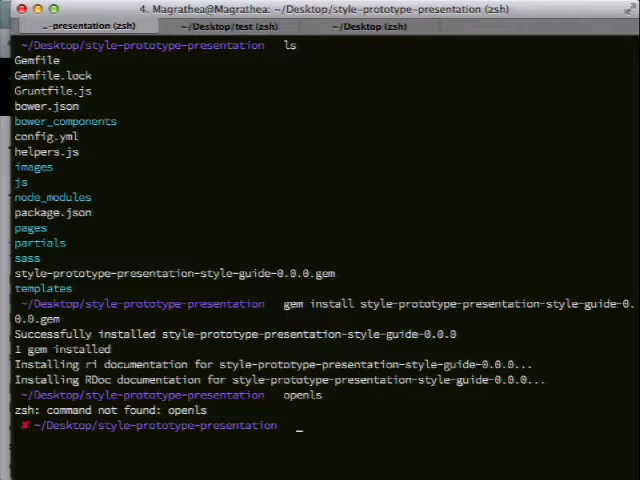 4. Magrathea@Magrathea: ~/Desktop/style-prototype-presentation (zsh)
..-presentation (zsh) ~/Desktop/test (zsh) ~/Desktop (zsh)
~/Desktop/style-prototype-presentation ls
Gemfile
Gemfile.lock
Gruntfile.js
bower.json
bower_components
config.yml
helpers.js
images
js
node_modules
package.json
pages
partials
sass
style-prototype-presentation-style-guide-0.0.0.gem
templates
~/Desktop/style-prototype-presentation gem install style-prototype-presentation-style-guide-0.
0.0.gem
Successfully installed style-prototype-presentation-style-guide-0.0.0
1 gem installed
Installing ri documentation for style-prototype-presentation-style-guide-0.0.0...
Installing RDoc documentation for style-prototype-presentation-style-guide-0.0.0...
~/Desktop/style-prototype-presentation openls
zsh: command not found: openls
✘ ~/Desktop/style-prototype-presentation _